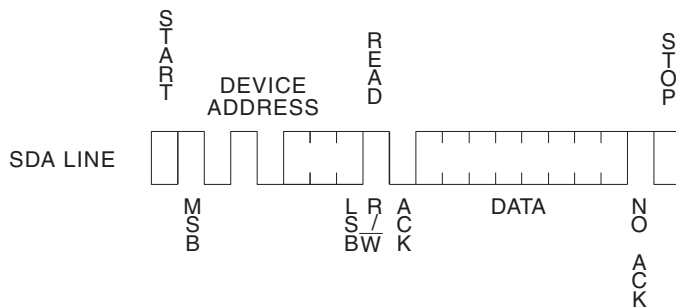 START
READ
STOP
DEVICE
ADDRESS
SDA LINE
MSB
LSB
R/W
ACK
DATA
NO ACK